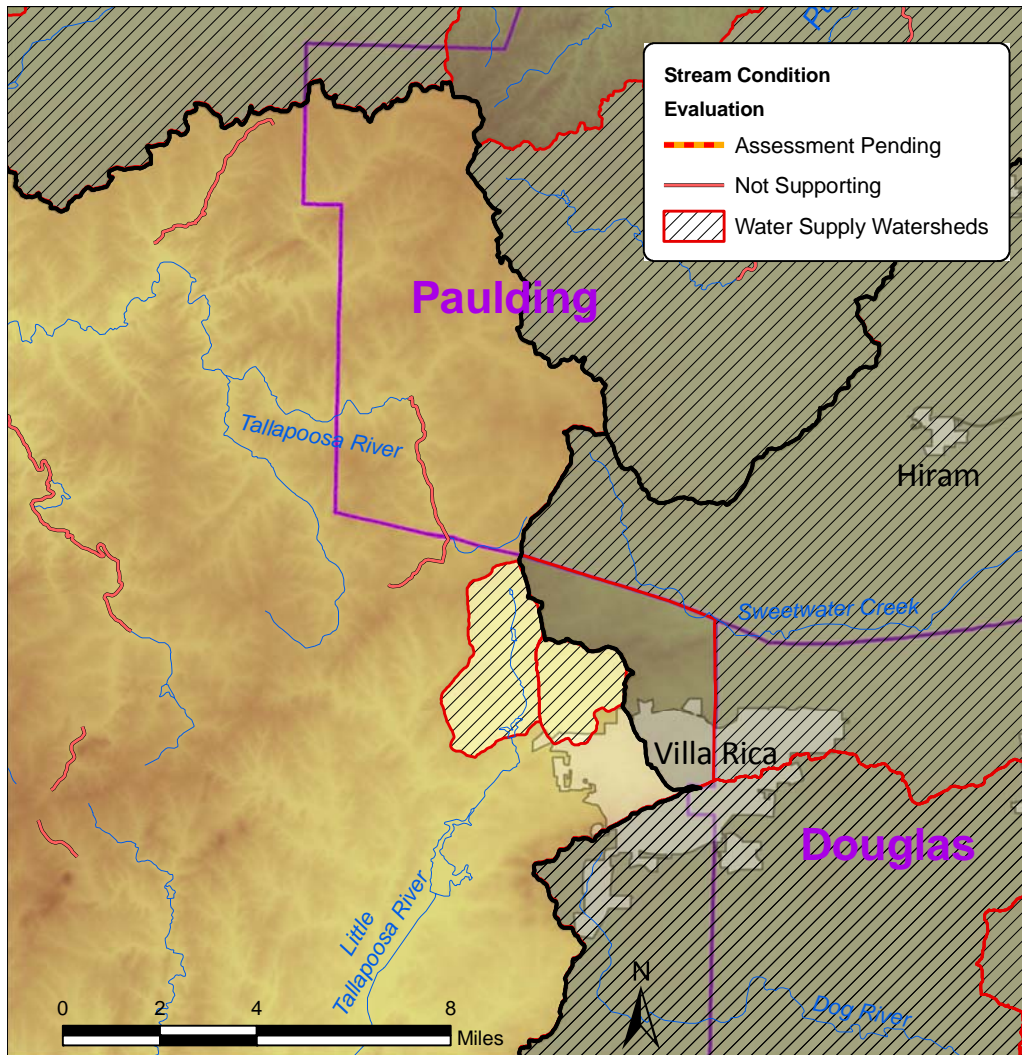 Stream Condition
Evaluation
Assessment Pending
Not Supporting
Water Supply Watersheds
Paulding
Tallapoosa River
Hiram
Sweetwater Creek
Villa Rica
Douglas
Little
Tallapoosa River
Dog River
N
0 2 4 8
Miles